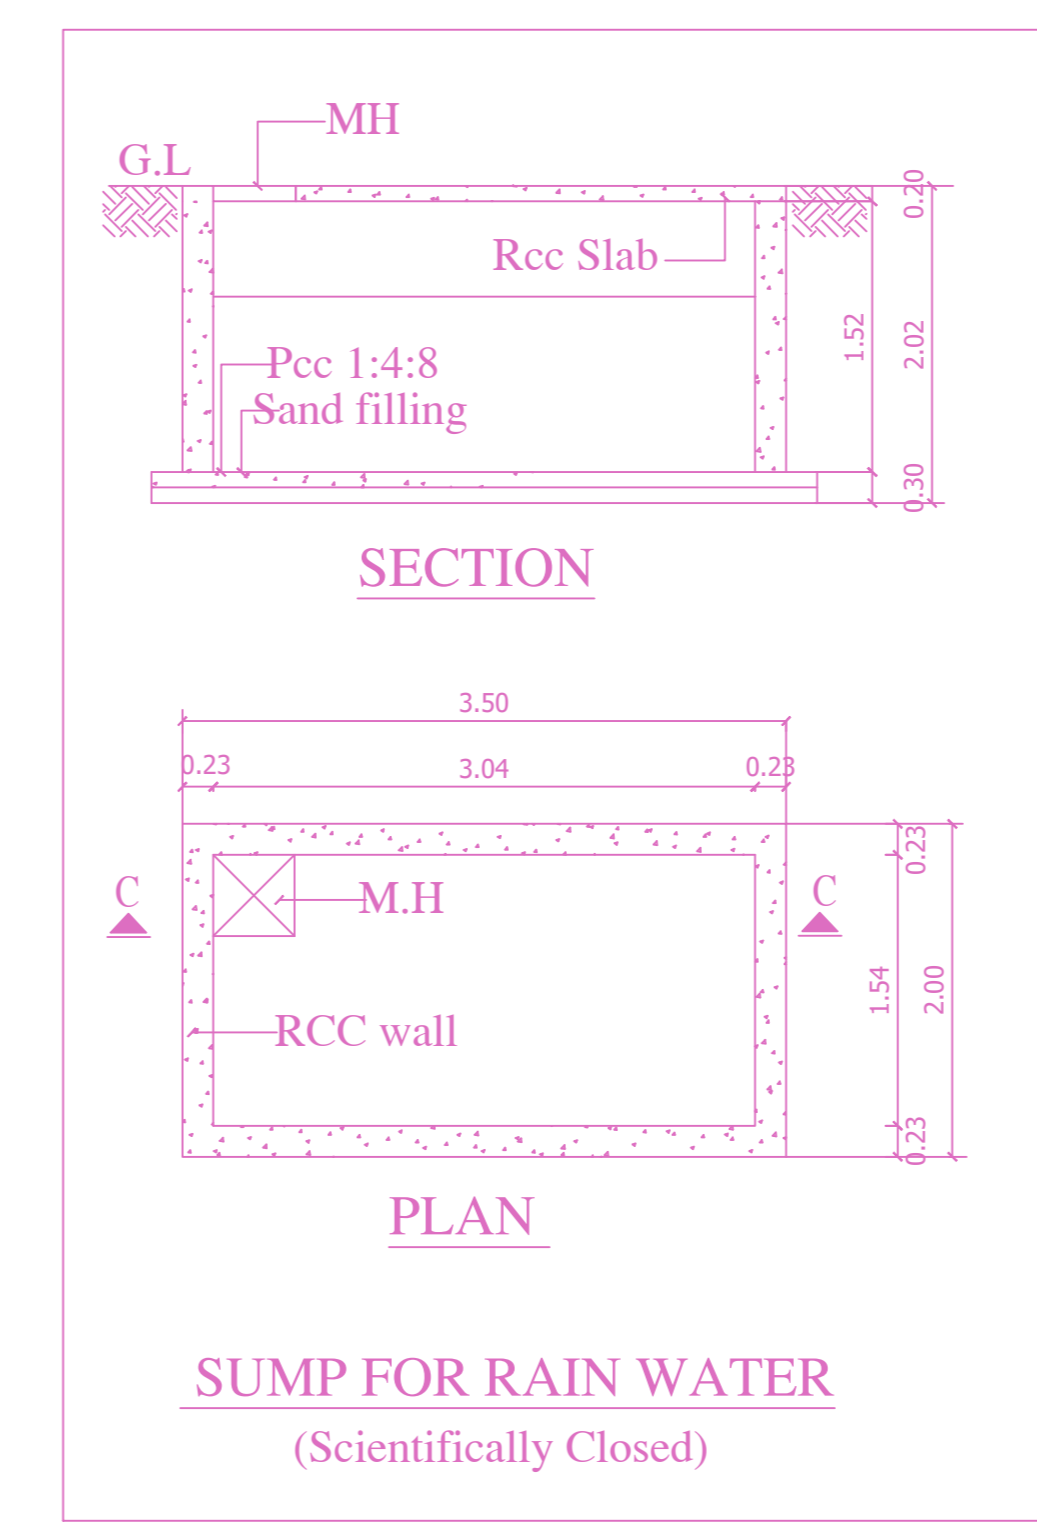 MH
G.L
0.20
Rcc Slab
1.52
2.02
Pcc 1:4:8
Sand filling
0.30
SECTION
3.50
0.23
3.04
0.23
0.23
C
M.H
C
1.54
2.00
RCC wall
0.23
PLAN
SUMP FOR RAIN WATER
(Scientifically Closed)